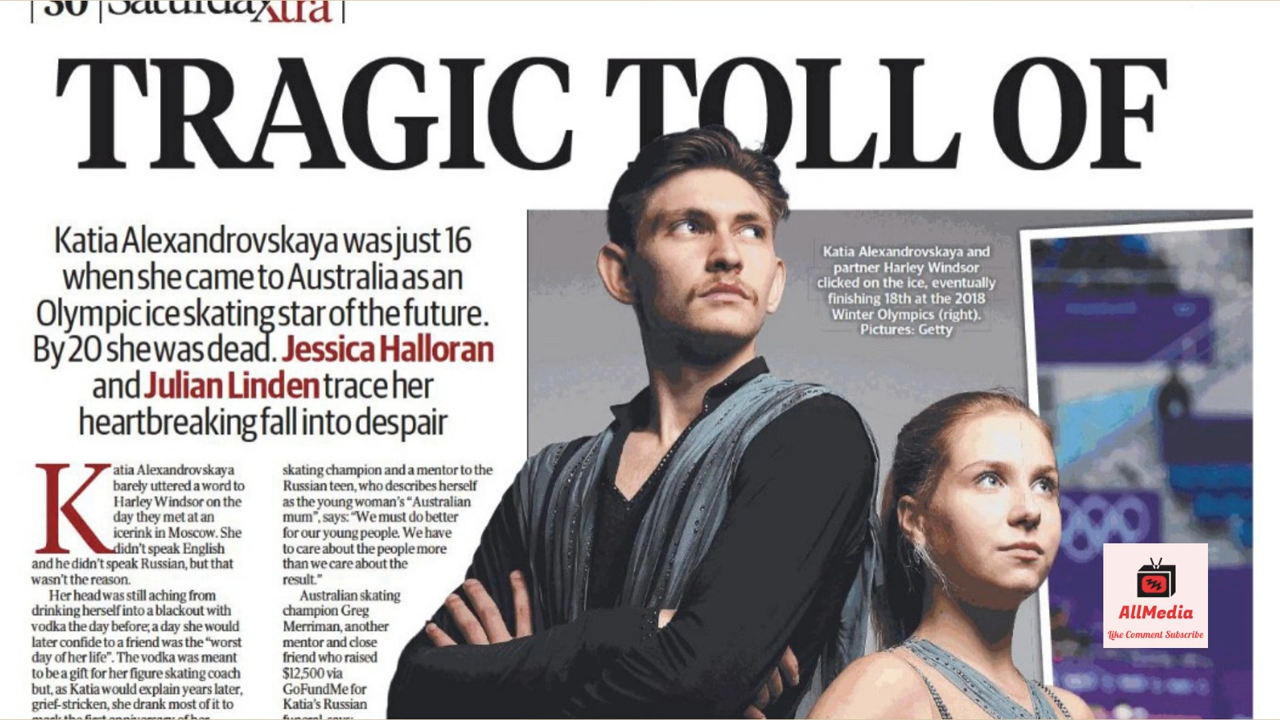 30 Saturday Xtra
TRAGIC TOLL OF
Katia Alexandrovskaya was just 16
when she came to Australia as an
Olympic ice skating star of the future.
By 20 she was dead. Jessica Halloran
and Julian Linden trace her
heartbreaking fall into despair
Katia Alexandrovskaya and
partner Harley Windsor
clicked on the ice, eventually
finishing 18th at the 2018
Winter Olympics (right).
Pictures: Getty
Katia Alexandrovskaya
barely uttered a word to
Harley Windsor on the
day they met at an
icerink in Moscow. She
didn't speak English
and he didn't speak Russian, but that
wasn't the reason.
Her head was still aching from
drinking herself into a blackout with
vodka the day before; a day she would
later confide to a friend was the "worst
day of her life". The vodka was meant
to be a gift for her figure skating coach
but, as Katia would explain years later,
grief-stricken, she drank most of it to
mark the first anniversary of her
skating champion and a mentor to the
Russian teen, who describes herself
as the young woman's "Australian
mum", says: "We must do better
for our young people. We have
to care about the people more
than we care about the
result."
Australian skating
champion Greg
Merriman, another
mentor and close
friend who raised
$12,500 via
GoFundMe for
Katia's Russian
funeral, says:
AllMedia
Like Comment Subscribe